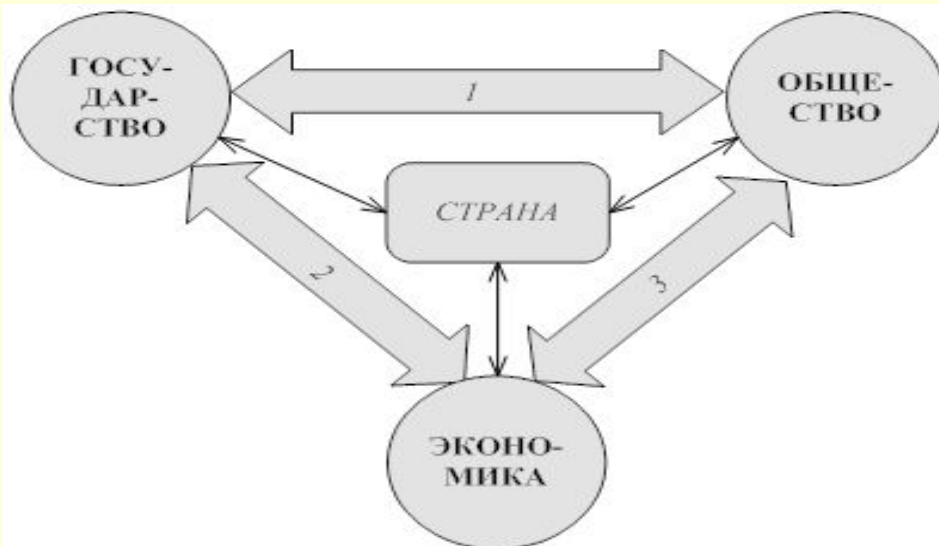 ГОСУ-
ДАР-
СТВО
1
ОБЩЕ-
СТВО
СТРАНА
2
3
ЭКОНО-
МИКА